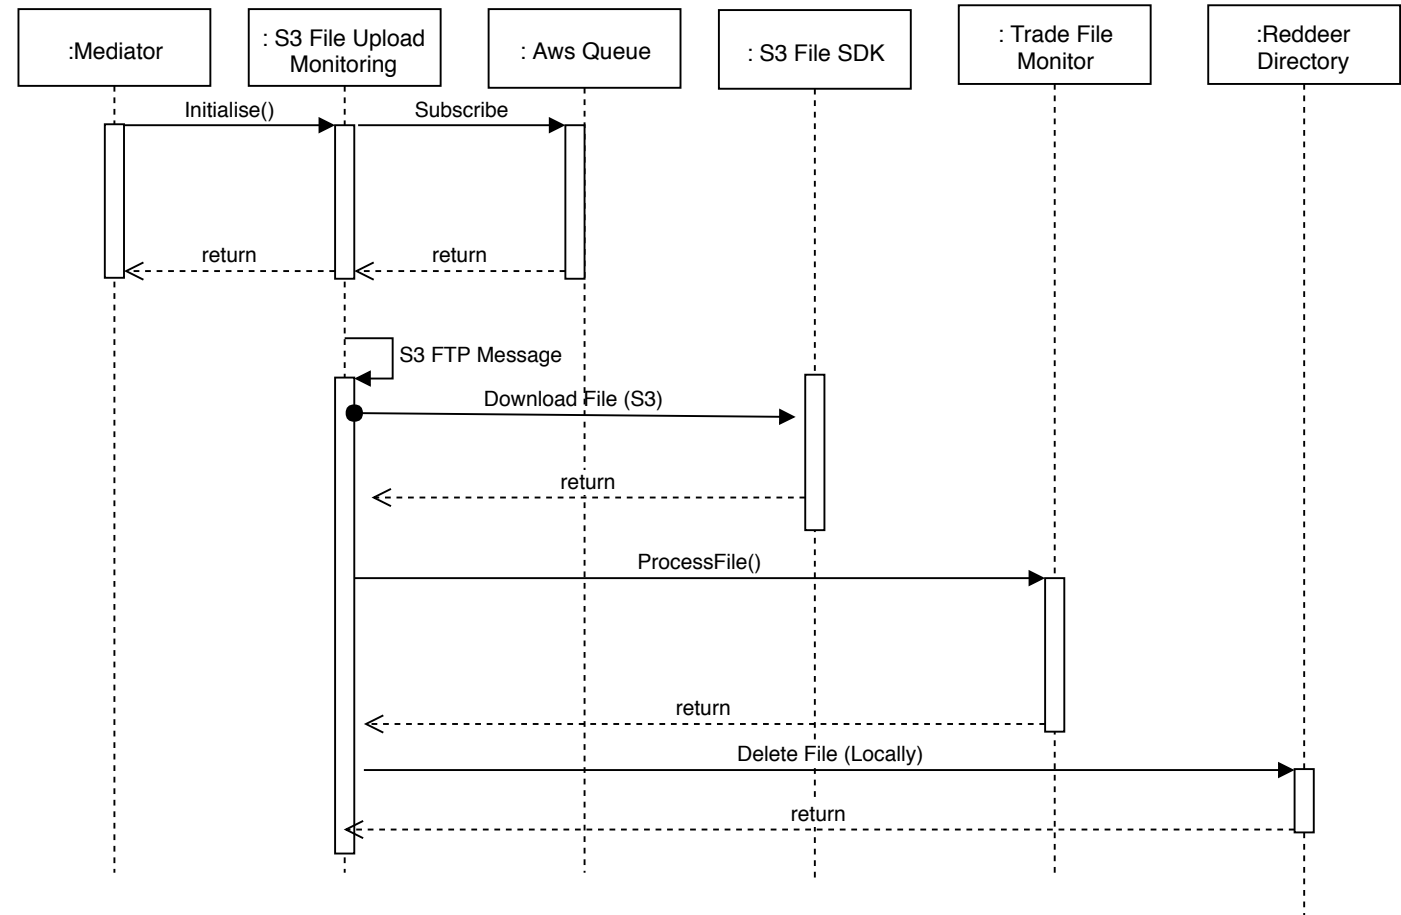 :Mediator
: S3 File Upload
Monitoring
: Aws Queue
: S3 File SDK
: Trade File
Monitor
:Reddeer
Directory
Initialise()
Subscribe
return
return
S3 FTP Message
Download File (S3)
return
ProcessFile()
return
Delete File (Locally)
return